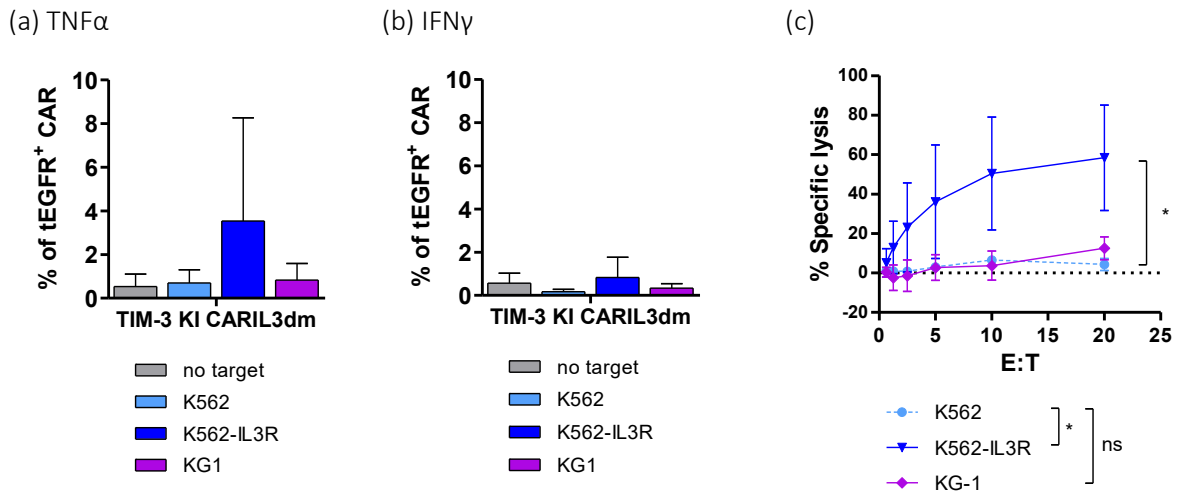 (a) TNFα
(b) IFNγ
(c)
% of tEGFR+ CAR
10
8
6
4
2
0
TIM-3 KI CARIL3dm
no target
K562
K562-IL3R
KG1
% of tEGFR+ CAR
10
8
6
4
2
0
TIM-3 KI CARIL3dm
no target
K562
K562-IL3R
KG1
% Specific lysis
100
80
60
40
20
0
-20
0
5
10
15
20
25
E:T
*
K562
K562-IL3R
KG-1
*
ns